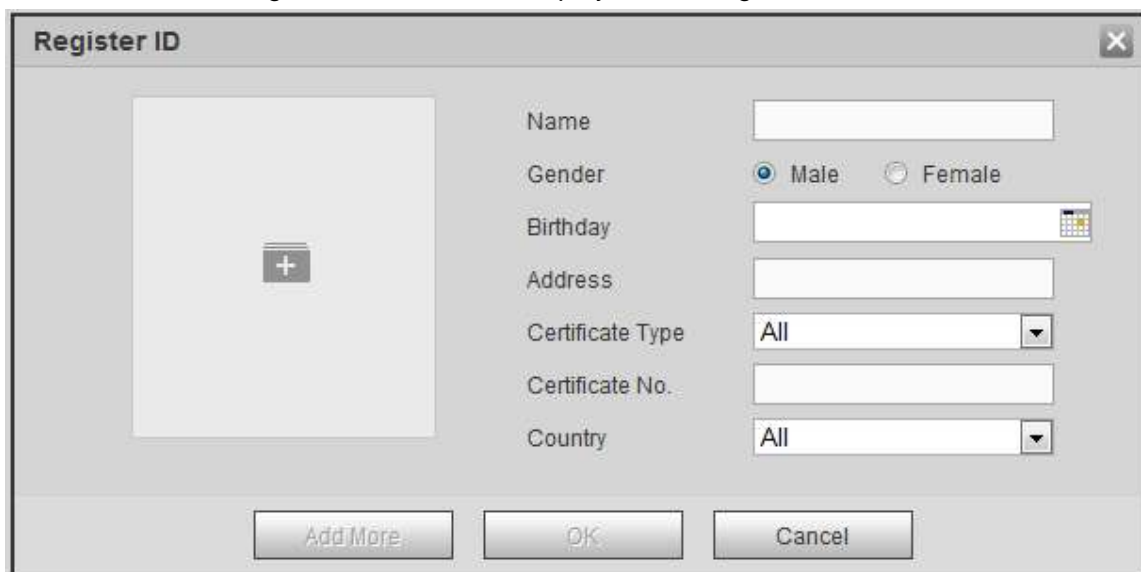 Register ID
Name
Gender Male Female
Birthday
Address
Certificate Type All
Certificate No.
Country All
Add More OK Cancel